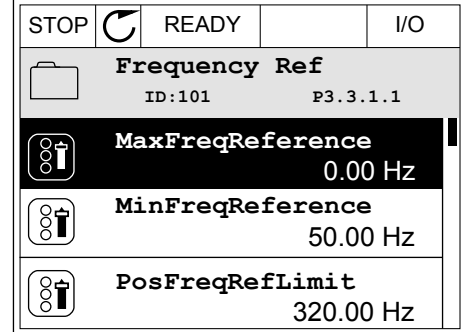 STOP READY I/O
Frequency Ref
ID:101 P3.3.1.1
MaxFreqReference
0.00 Hz
MinFreqReference
50.00 Hz
PosFreqRefLimit
320.00 Hz